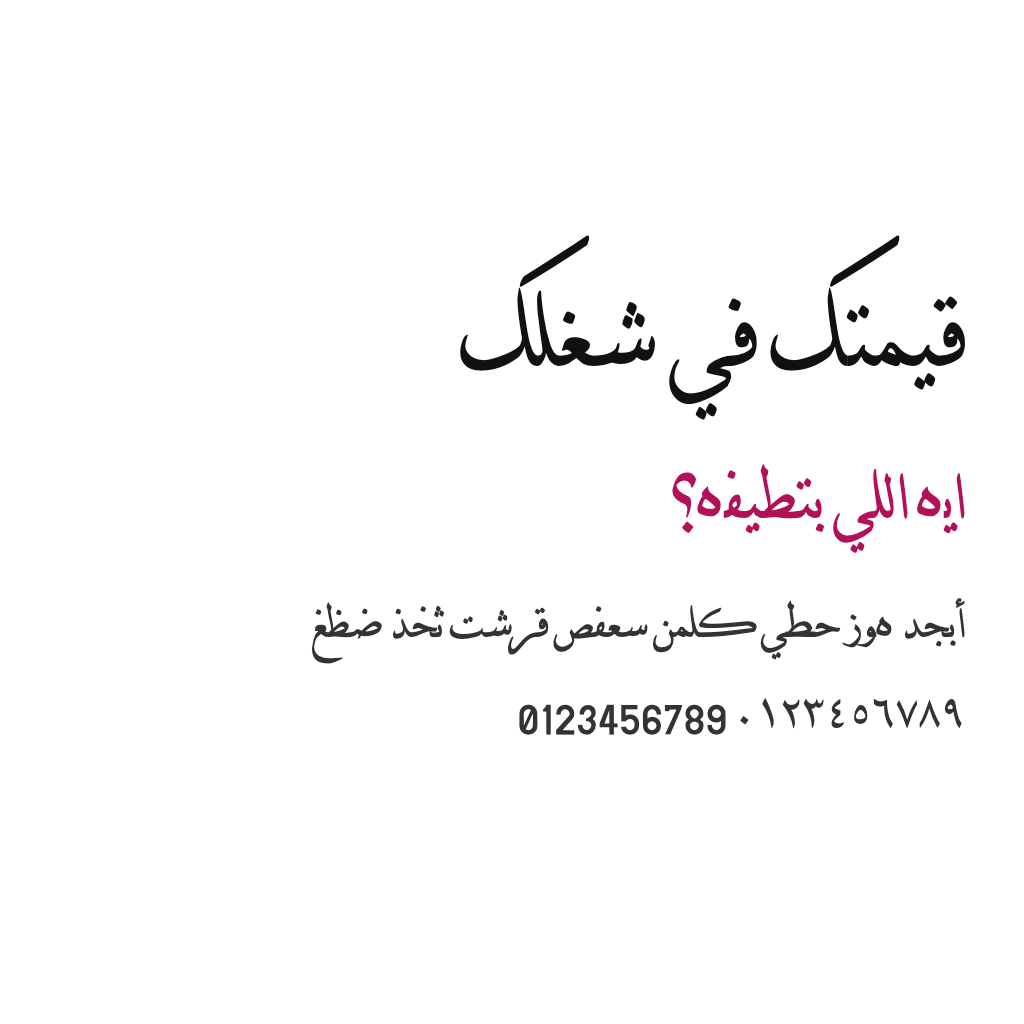 قيمتك في شغلك
ايه اللي بتطيفه؟
أبجد هوز حطي كلمن سعفص قرشت ثخذ ضظغ
0123456789 ٠١٢٣٤٥٦٧٨٩